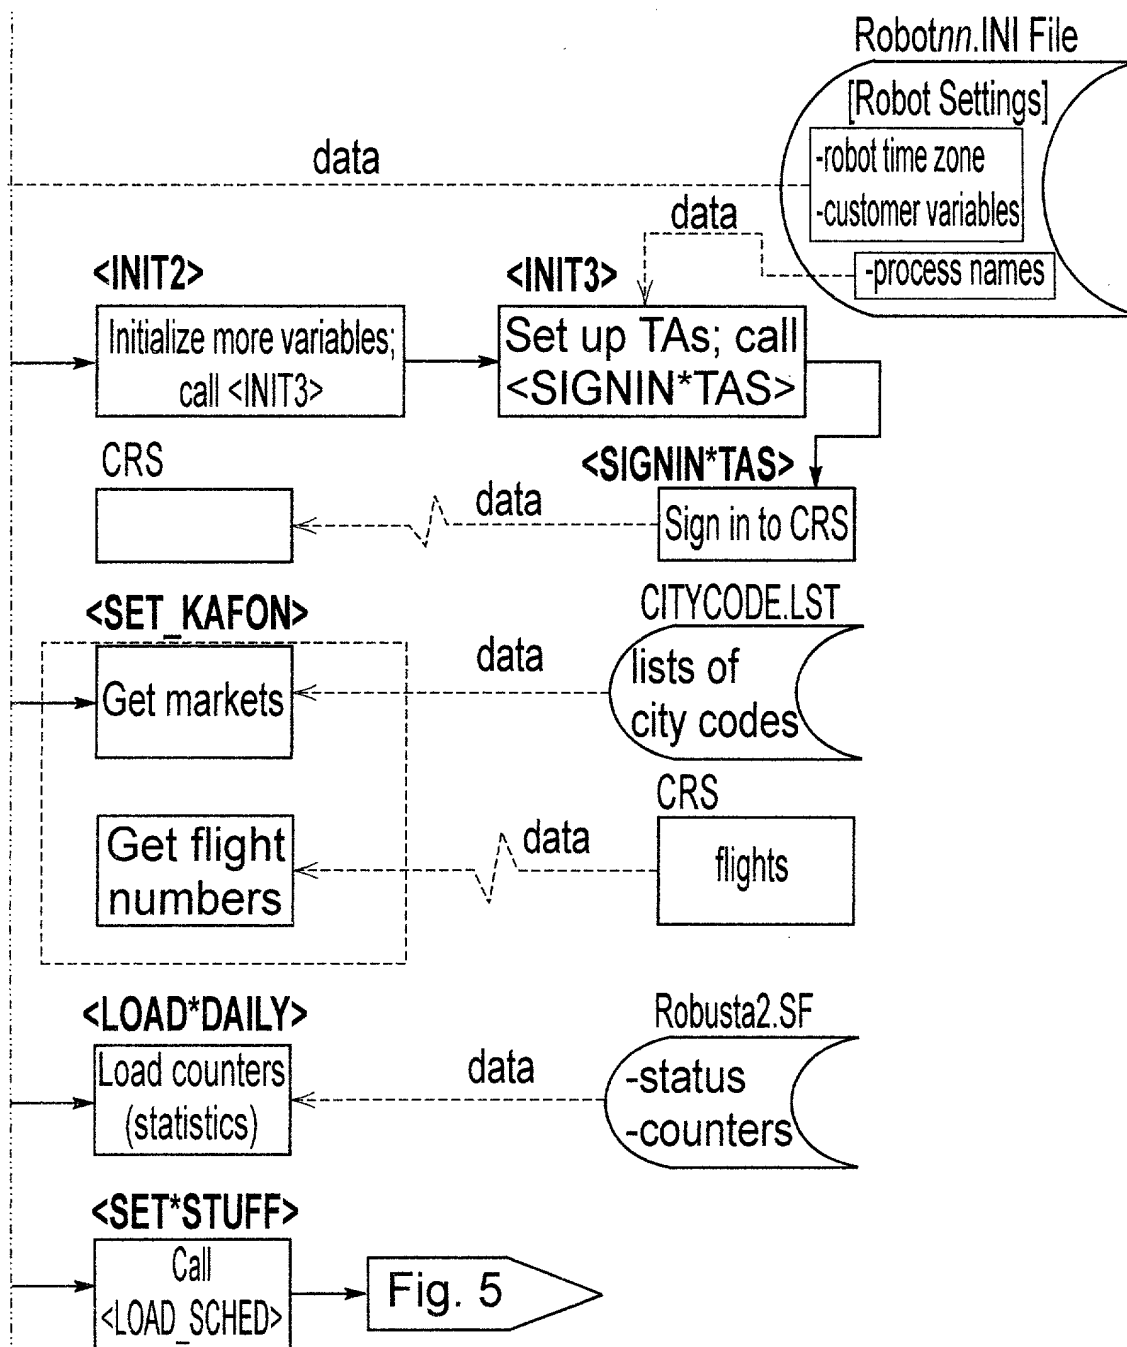 Robotnn.INI File
[Robot Settings]
-robot time zone
-customer variables
-process names
data
data
<INIT2>
Initialize more variables;
call <INIT3>
<INIT3>
Set up TAs; call
<SIGNIN*TAS>
CRS
<SIGNIN*TAS>
data
Sign in to CRS
<SET_KAFON>
Get markets
data
CITYCODE.LST
lists of
city codes
Get flight
numbers
data
CRS
flights
<LOAD*DAILY>
Load counters
(statistics)
data
Robusta2.SF
-status
-counters
<SET*STUFF>
Call
<LOAD_SCHED>
Fig. 5